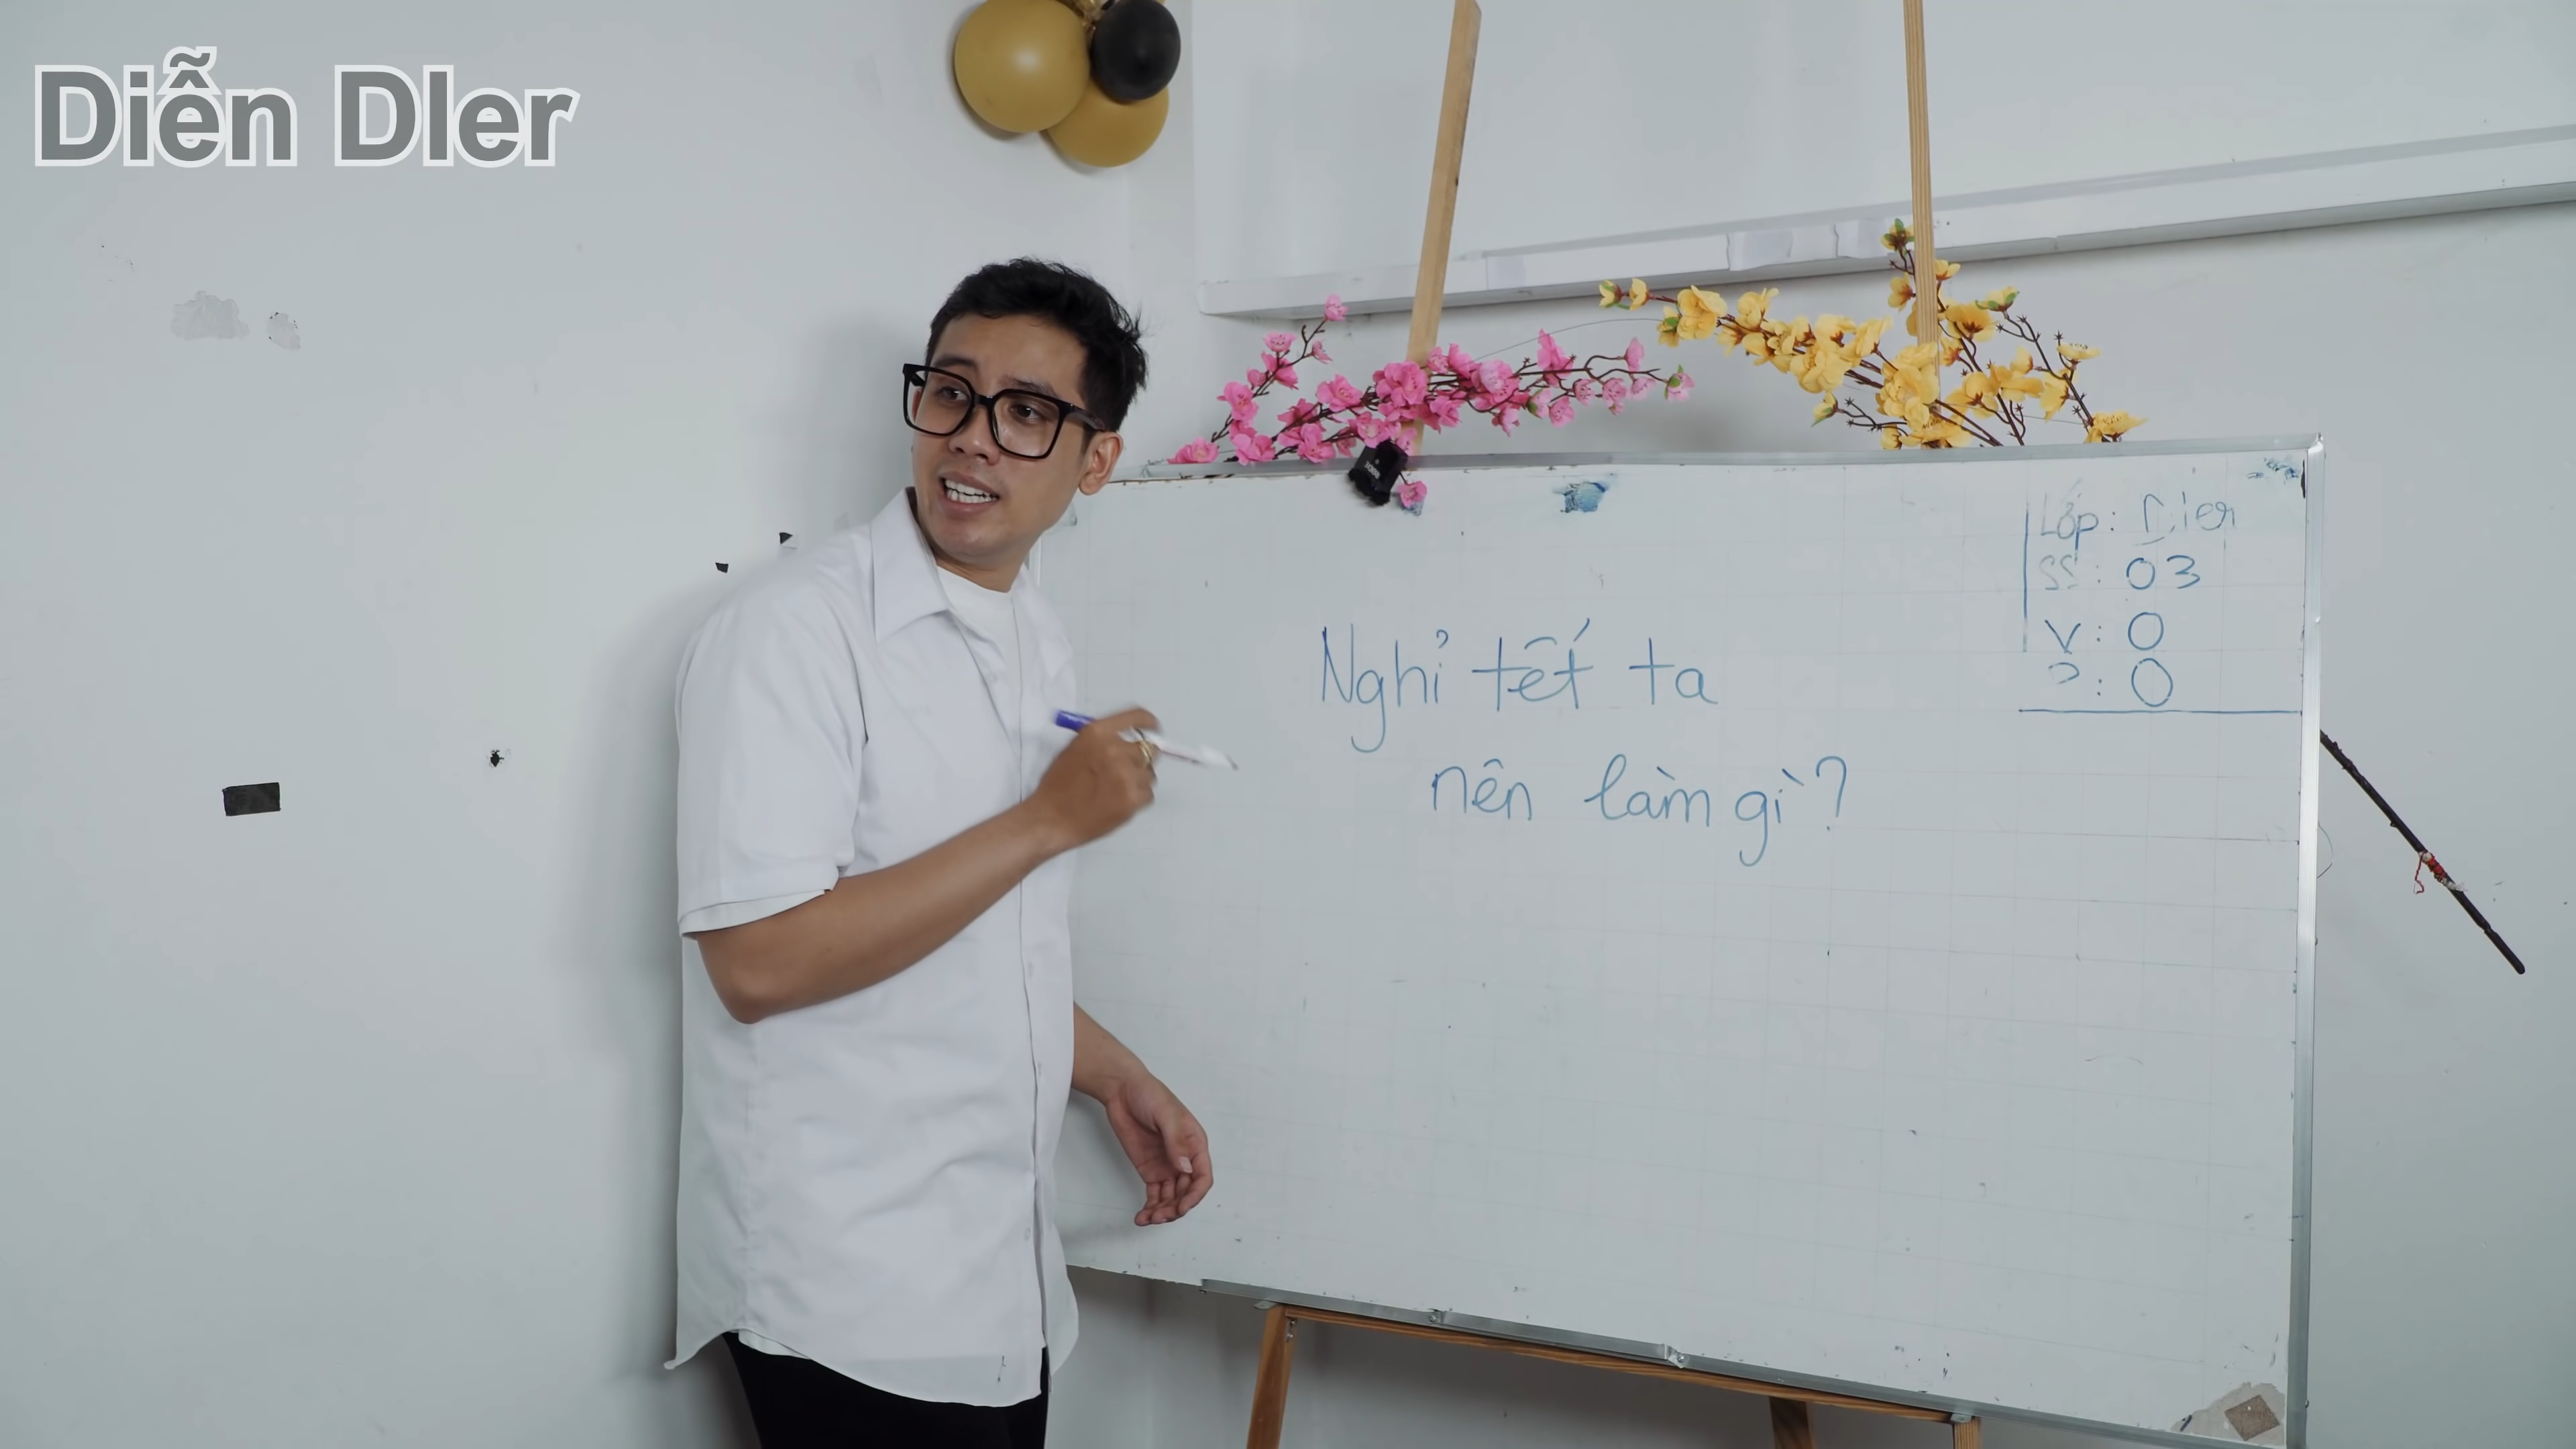 Diễn Dler
Lớp: Dler
SS: 03
V: 0
P: 0
Nghỉ tết ta
nên làm gì?